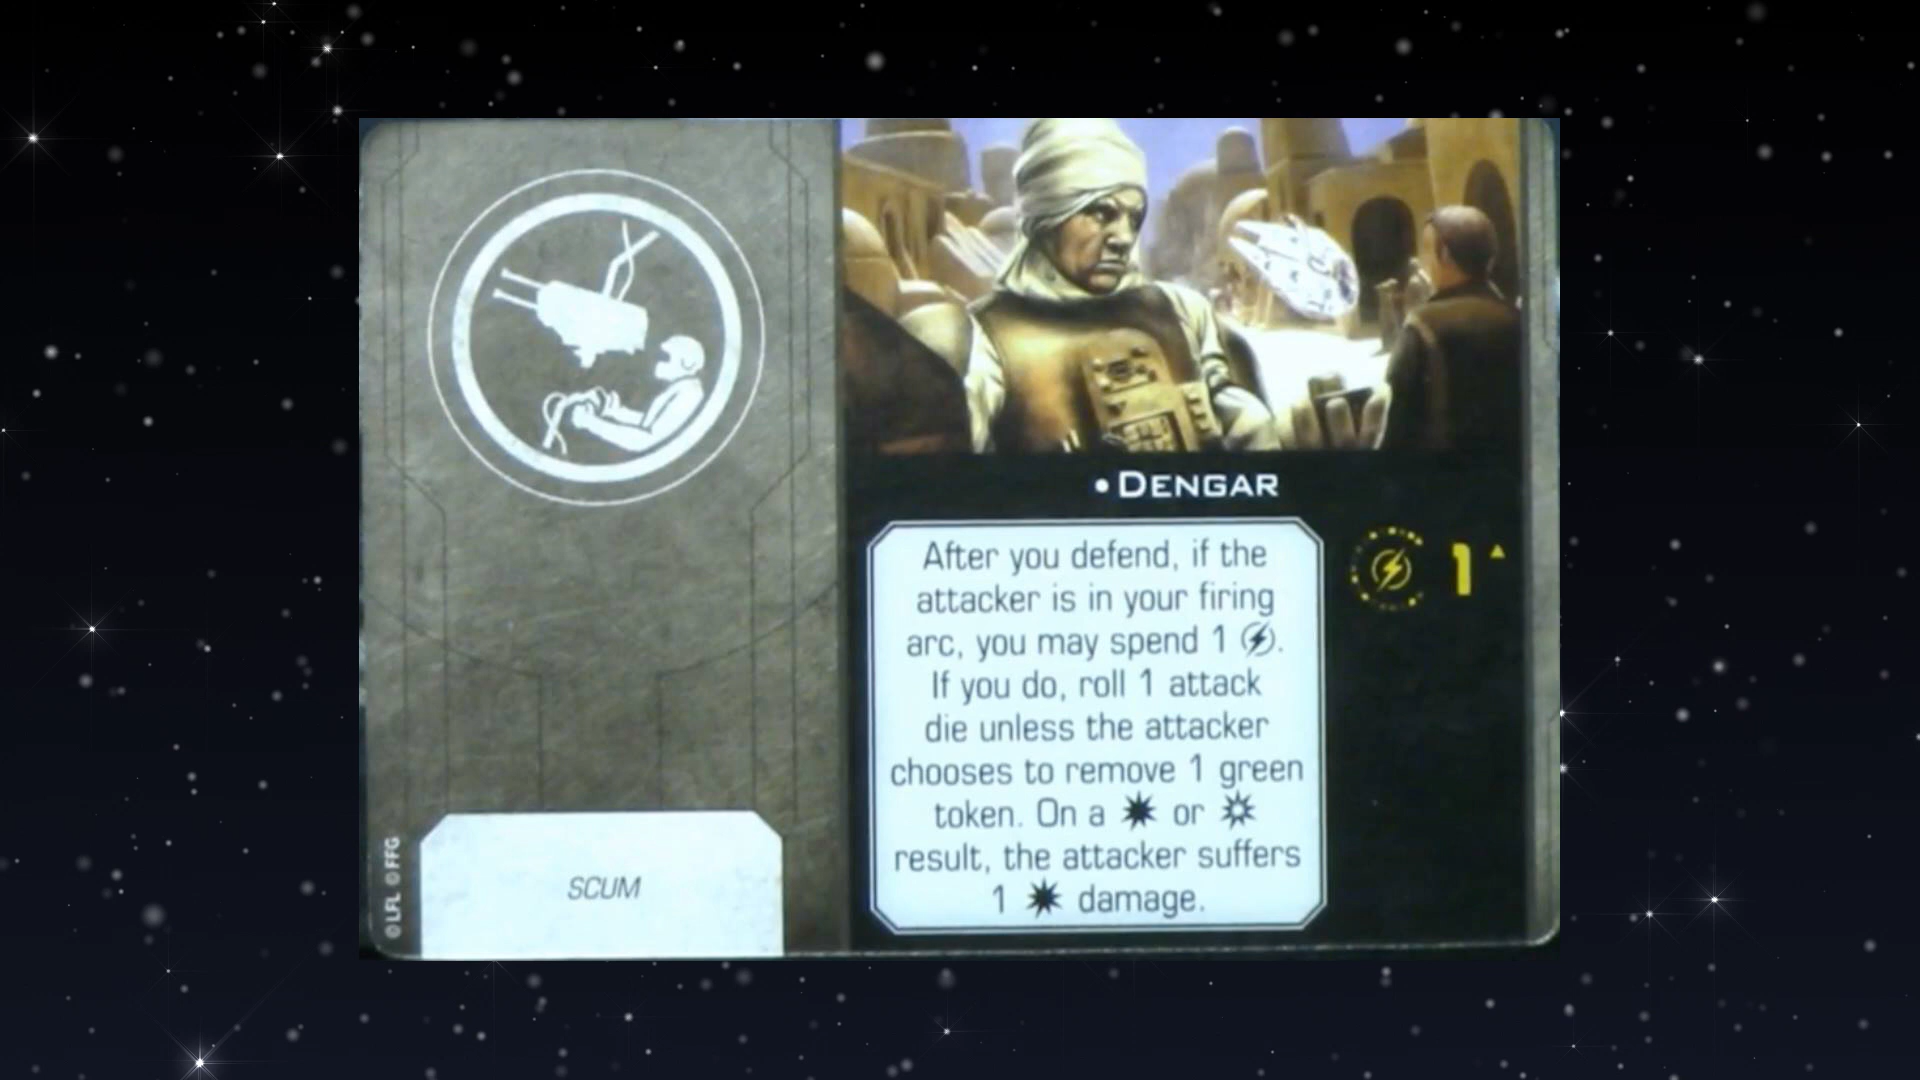 • DENGAR
After you defend, if the
attacker is in your firing
arc, you may spend 1 .
If you do, roll 1 attack
die unless the attacker
chooses to remove 1 green
token. On a or
result, the attacker suffers
1 damage.
1
SCUM
©LFL ©FFG